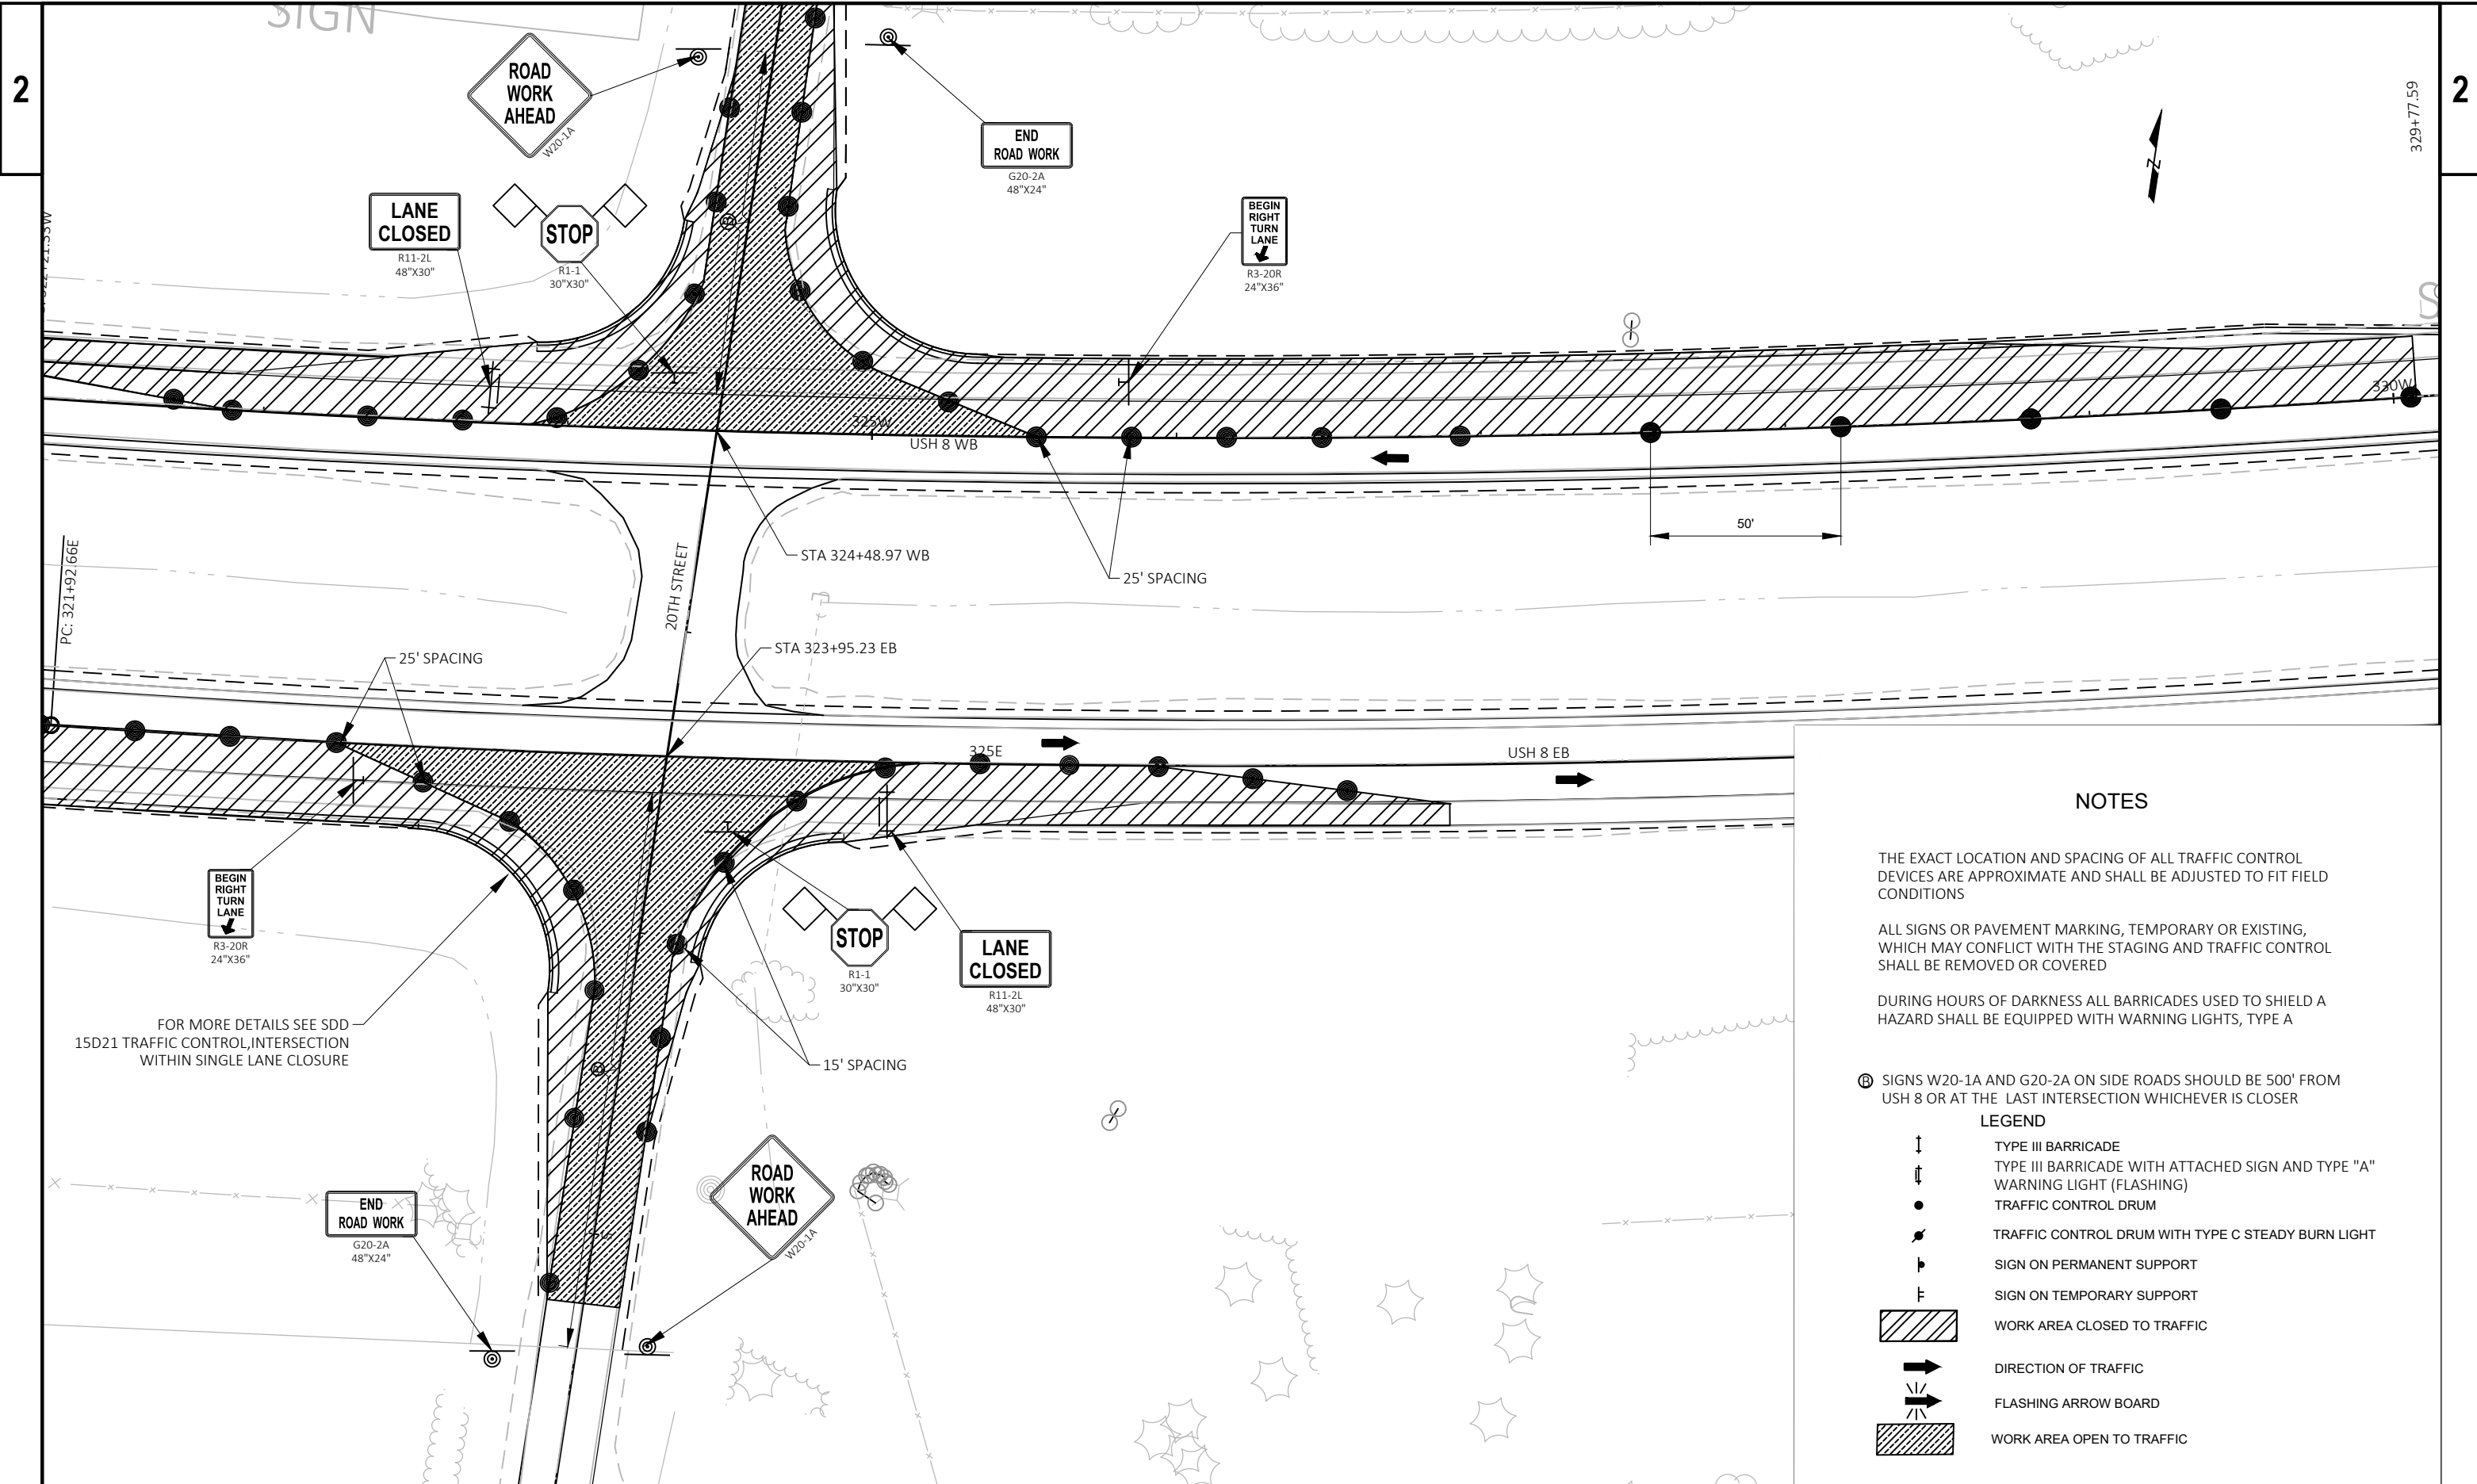 SIGN
2
2
329+77.59
ROAD
WORK
AHEAD
W20-1A
END
ROAD WORK
G20-2A
48"X24"
LANE
CLOSED
R11-2L
48"X30"
STOP
R1-1
30"X30"
B
BEGIN
RIGHT
TURN
LANE
R3-20R
24"X36"
S
330W
325W
USH 8 WB
50'
STA 324+48.97 WB
25' SPACING
20TH STREET
PC: 321+92.66E
STA 323+95.23 EB
25' SPACING
325E
USH 8 EB
BEGIN
RIGHT
TURN
LANE
R3-20R
24"X36"
STOP
R1-1
30"X30"
LANE
CLOSED
R11-2L
48"X30"
FOR MORE DETAILS SEE SDD
15D21 TRAFFIC CONTROL,INTERSECTION
WITHIN SINGLE LANE CLOSURE
15' SPACING
B
ROAD
WORK
AHEAD
W20-1A
END
ROAD WORK
G20-2A
48"X24"
NOTES
THE EXACT LOCATION AND SPACING OF ALL TRAFFIC CONTROL
DEVICES ARE APPROXIMATE AND SHALL BE ADJUSTED TO FIT FIELD
CONDITIONS
ALL SIGNS OR PAVEMENT MARKING, TEMPORARY OR EXISTING,
WHICH MAY CONFLICT WITH THE STAGING AND TRAFFIC CONTROL
SHALL BE REMOVED OR COVERED
DURING HOURS OF DARKNESS ALL BARRICADES USED TO SHIELD A
HAZARD SHALL BE EQUIPPED WITH WARNING LIGHTS, TYPE A
B SIGNS W20-1A AND G20-2A ON SIDE ROADS SHOULD BE 500' FROM
USH 8 OR AT THE LAST INTERSECTION WHICHEVER IS CLOSER
LEGEND
TYPE III BARRICADE
TYPE III BARRICADE WITH ATTACHED SIGN AND TYPE "A"
WARNING LIGHT (FLASHING)
TRAFFIC CONTROL DRUM
TRAFFIC CONTROL DRUM WITH TYPE C STEADY BURN LIGHT
SIGN ON PERMANENT SUPPORT
SIGN ON TEMPORARY SUPPORT
WORK AREA CLOSED TO TRAFFIC
DIRECTION OF TRAFFIC
FLASHING ARROW BOARD
WORK AREA OPEN TO TRAFFIC
N